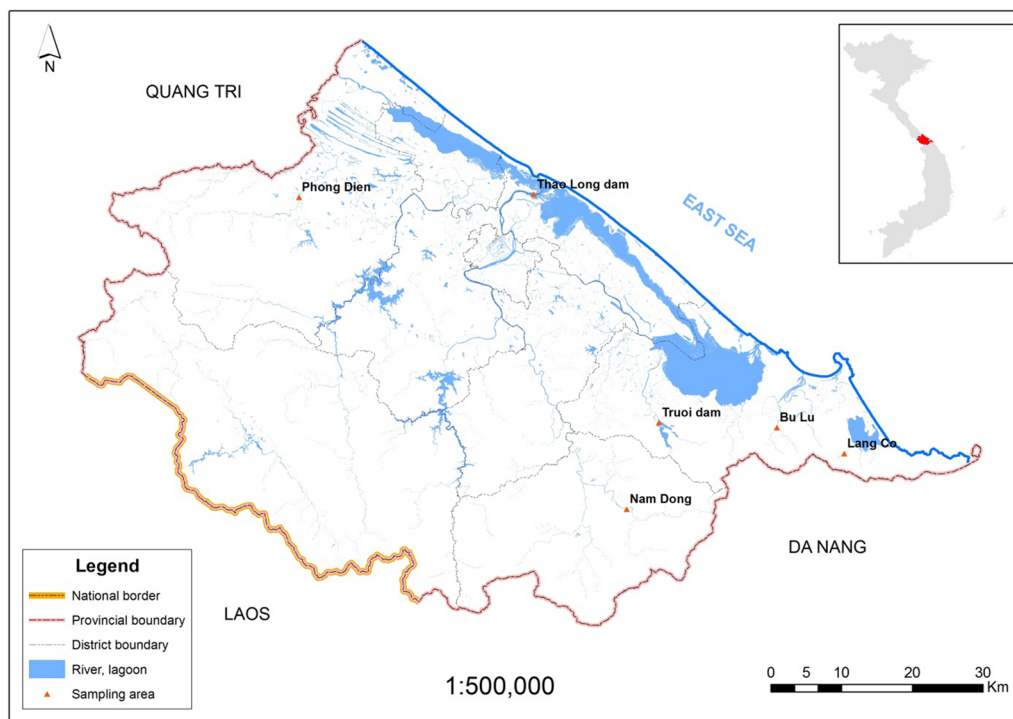 N
QUANG TRI
Phong Dien
Thao Long dam
EAST SEA
Truoi dam
Bu Lu
Lang Co
Nam Dong
DA NANG
LAOS
Legend
National border
Provincial boundary
District boundary
River, lagoon
Sampling area
1:500,000
0 5 10 20 30
Km